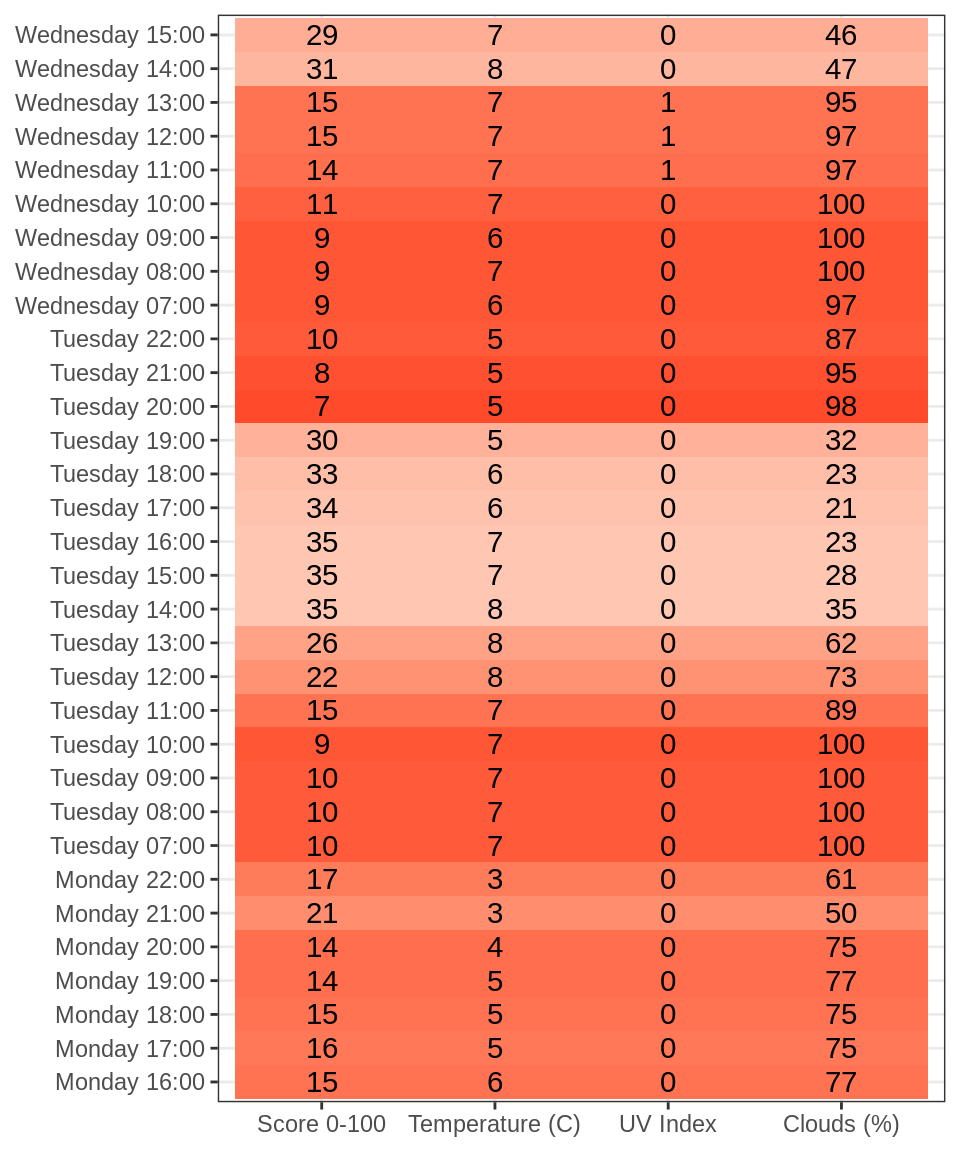 Wednesday 15:00 29 7 0 46
Wednesday 14:00 31 8 0 47
Wednesday 13:00 15 7 1 95
Wednesday 12:00 15 7 1 97
Wednesday 11:00 14 7 1 97
Wednesday 10:00 11 7 0 100
Wednesday 09:00 9 6 0 100
Wednesday 08:00 9 7 0 100
Wednesday 07:00 9 6 0 97
Tuesday 22:00 10 5 0 87
Tuesday 21:00 8 5 0 95
Tuesday 20:00 7 5 0 98
Tuesday 19:00 30 5 0 32
Tuesday 18:00 33 6 0 23
Tuesday 17:00 34 6 0 21
Tuesday 16:00 35 7 0 23
Tuesday 15:00 35 7 0 28
Tuesday 14:00 35 8 0 35
Tuesday 13:00 26 8 0 62
Tuesday 12:00 22 8 0 73
Tuesday 11:00 15 7 0 89
Tuesday 10:00 9 7 0 100
Tuesday 09:00 10 7 0 100
Tuesday 08:00 10 7 0 100
Tuesday 07:00 10 7 0 100
Monday 22:00 17 3 0 61
Monday 21:00 21 3 0 50
Monday 20:00 14 4 0 75
Monday 19:00 14 5 0 77
Monday 18:00 15 5 0 75
Monday 17:00 16 5 0 75
Monday 16:00 15 6 0 77
Score 0-100 Temperature (C) UV Index Clouds (%)